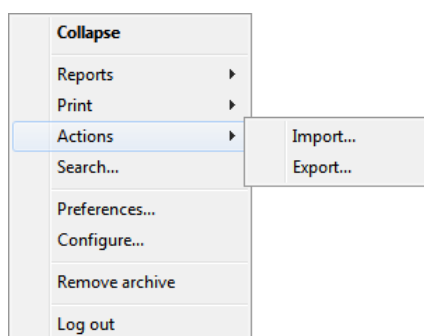 Collapse
Reports
Print
Actions
Import...
Search...
Export...
Preferences...
Configure...
Remove archive
Log out